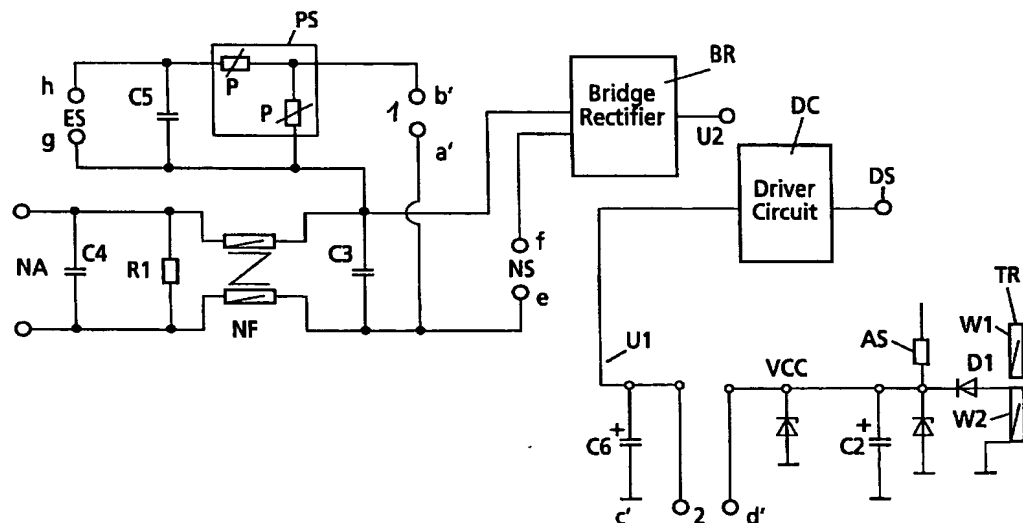 PS
BR
h
ES
g
C5
P
P
1
b'
a'
Bridge
Rectifier
U2
DC
Driver
Circuit
DS
NA
C4
R1
NF
C3
f
NS
e
U1
TR
W1
AS
VCC
D1
W2
+
C6
+
C2
c'
2
d'